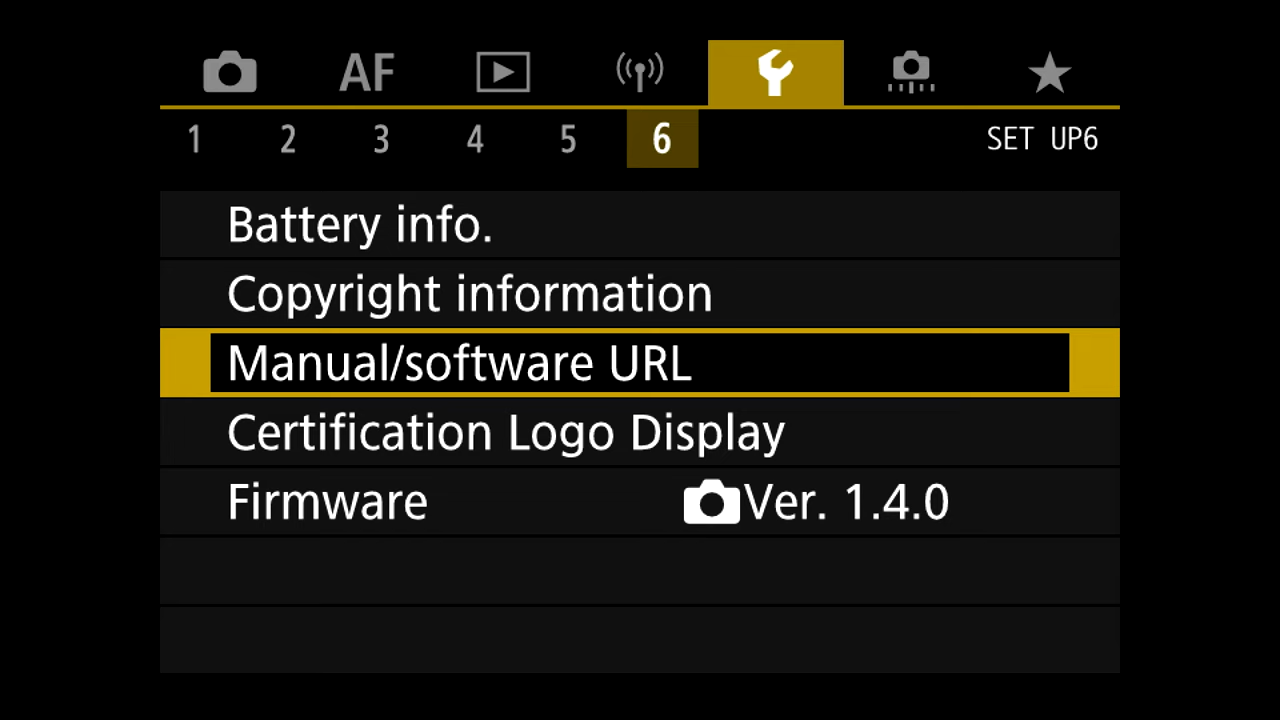 AF
1 2 3 4 5 6 SET UP6
Battery info.
Copyright information
Manual/software URL
Certification Logo Display
Firmware Ver. 1.4.0